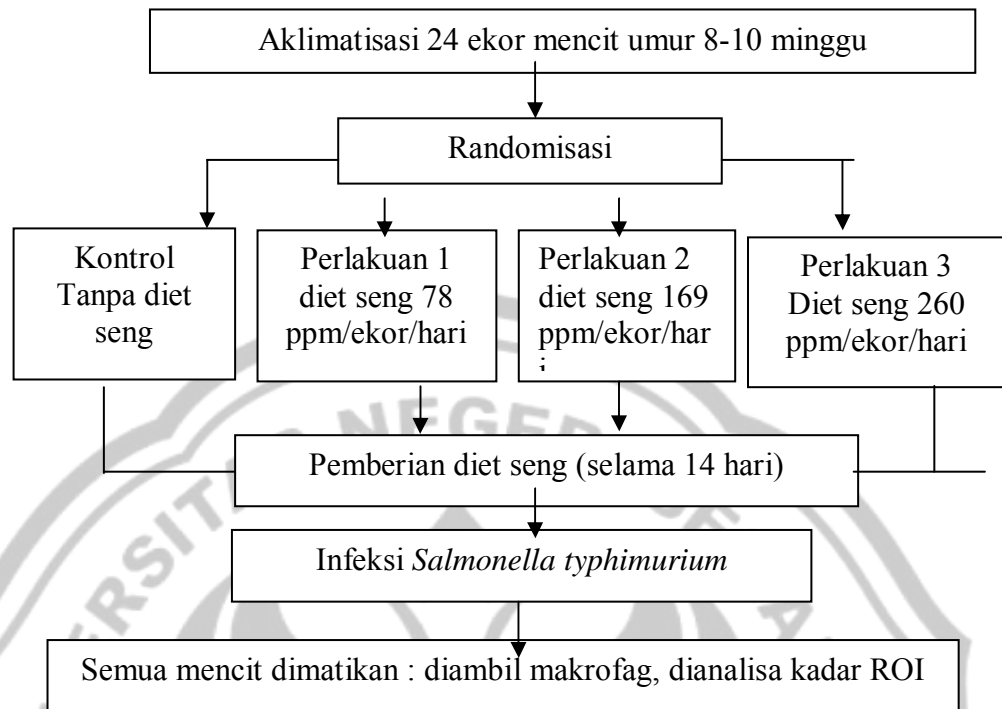 Aklimatisasi 24 ekor mencit umur 8-10 minggu
Randomisasi
Kontrol
Tanpa diet
seng
Perlakuan 1
diet seng 78
ppm/ekor/hari
Perlakuan 2
diet seng 169
ppm/ekor/har
i
Perlakuan 3
Diet seng 260
ppm/ekor/hari
Pemberian diet seng (selama 14 hari)
Infeksi Salmonella typhimurium
Semua mencit dimatikan : diambil makrofag, dianalisa kadar ROI